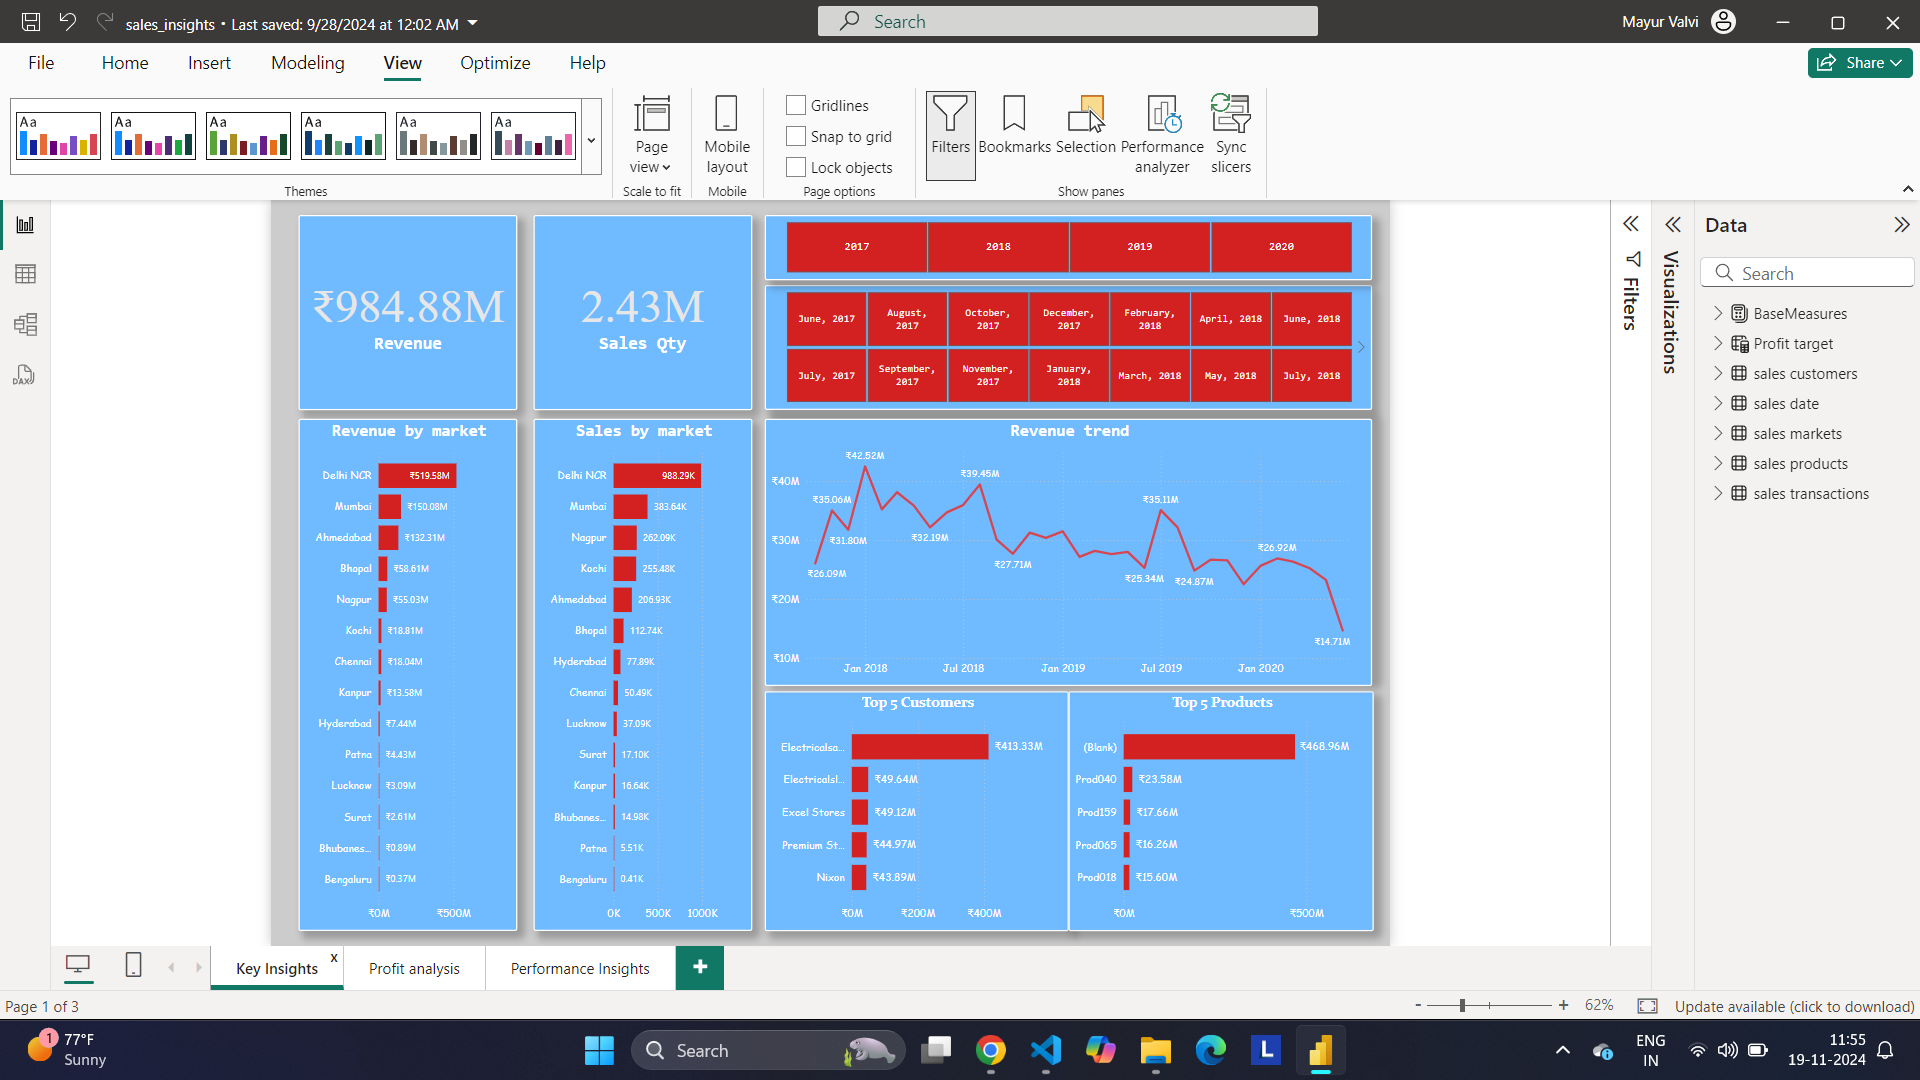 sales_insights • Last saved: 9/28/2024 at 12:02 AM
Search
Mayur Valvi
File Home Insert Modeling View Optimize Help
Share
Aa Aa Aa Aa Aa Aa
Themes
Page view
Scale to fit
Mobile layout
Mobile
Gridlines
Snap to grid
Lock objects
Page options
Filters
Bookmarks
Selection
Performance analyzer
Sync slicers
Show panes
₹984.88M
Revenue
2.43M
Sales Qty
2017 2018 2019 2020
June, 2017 August, 2017 October, 2017 December, 2017 February, 2018 April, 2018 June, 2018
July, 2017 September, 2017 November, 2017 January, 2018 March, 2018 May, 2018 July, 2018
Revenue by market
Delhi NCR ₹519.58M
Mumbai ₹150.08M
Ahmedabad ₹132.31M
Bhopal ₹58.61M
Nagpur ₹55.03M
Kochi ₹18.81M
Chennai ₹18.04M
Kanpur ₹13.58M
Hyderabad ₹7.44M
Patna ₹4.43M
Lucknow ₹3.09M
Surat ₹2.61M
Bhubanes... ₹0.89M
Bengaluru ₹0.37M
₹0M ₹500M
Sales by market
Delhi NCR 988.29K
Mumbai 383.64K
Nagpur 262.09K
Kochi 255.48K
Ahmedabad 206.93K
Bhopal 112.74K
Hyderabad 77.89K
Chennai 50.49K
Lucknow 37.09K
Surat 17.10K
Kanpur 16.64K
Bhubanes... 14.98K
Patna 5.51K
Bengaluru 0.41K
0K 500K 1000K
Revenue trend
₹40M
₹30M
₹20M
₹10M
₹26.09M
₹35.06M
₹31.80M
₹42.52M
₹32.19M
₹39.45M
₹27.71M
₹25.34M
₹35.11M
₹24.87M
₹26.92M
₹14.71M
Jan 2018 Jul 2018 Jan 2019 Jul 2019 Jan 2020
Top 5 Customers
Electricalsa... ₹413.33M
Electricalsl... ₹49.64M
Excel Stores ₹49.12M
Premium St... ₹44.97M
Nixon ₹43.89M
₹0M ₹200M ₹400M
Top 5 Products
(Blank) ₹468.96M
Prod040 ₹23.58M
Prod159 ₹17.66M
Prod065 ₹16.26M
Prod018 ₹15.60M
₹0M ₹500M
Filters
Visualizations
Data
Search
BaseMeasures
Profit target
sales customers
sales date
sales markets
sales products
sales transactions
DAX
Key Insights x
Profit analysis
Performance Insights
+
Page 1 of 3
- + 62%
Update available (click to download)
1
77°F
Sunny
Search
L
ENG
IN
11:55
19-11-2024